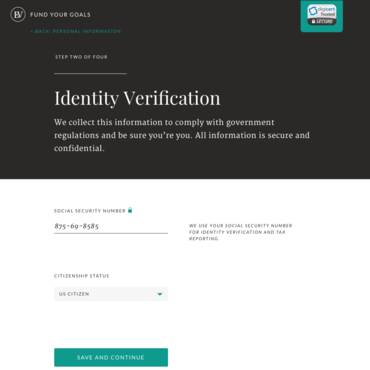 BV FUND YOUR GOALS
digicert
Trusted
SECURE
< BACK: PERSONAL INFORMATION
STEP TWO OF FOUR
Identity Verification
We collect this information to comply with government
regulations and be sure you're you. All information is secure and
confidential.
SOCIAL SECURITY NUMBER
875-69-8585
WE USE YOUR SOCIAL SECURITY NUMBER
FOR IDENTITY VERIFICATION AND TAX
REPORTING.
CITIZENSHIP STATUS
US CITIZEN
SAVE AND CONTINUE